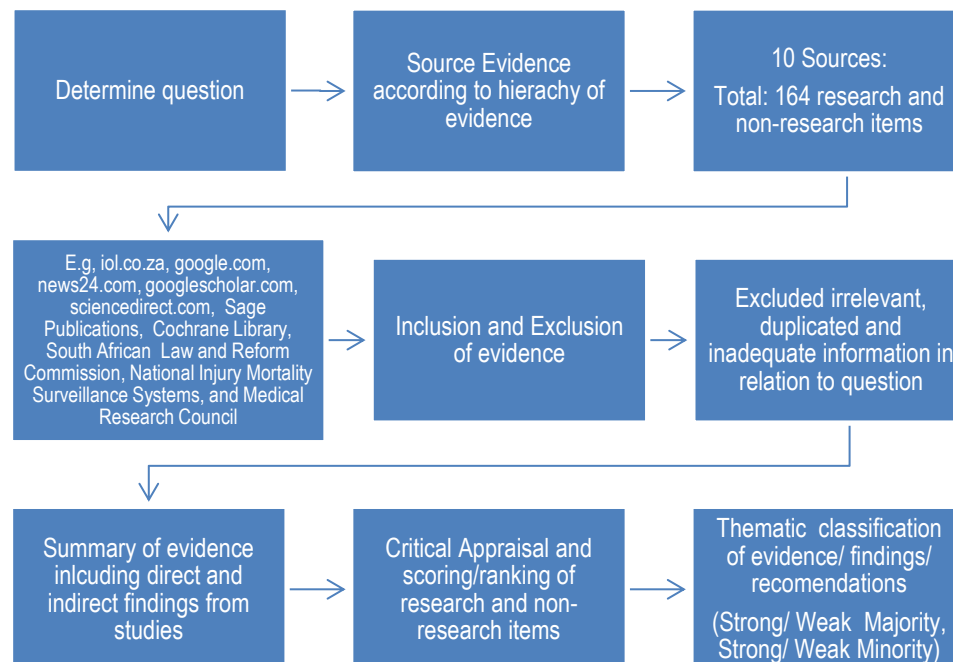 Determine question
Source Evidence
according to hierachy of
evidence
10 Sources:
Total: 164 research and
non-research items
E.g, iol.co.za, google.com,
news24.com, googlescholar.com,
sciencedirect.com, Sage
Publications, Cochrane Library,
South African Law and Reform
Commission, National Injury Mortality
Surveillance Systems, and Medical
Research Council
Inclusion and Exclusion
of evidence
Excluded irrelevant,
duplicated and
inadequate information in
relation to question
Summary of evidence
inlcuding direct and
indirect findings from
studies
Critical Appraisal and
scoring/ranking of
research and non-
research items
Thematic classification
of evidence/ findings/
recomendations
(Strong/ Weak Majority,
Strong/ Weak Minority)